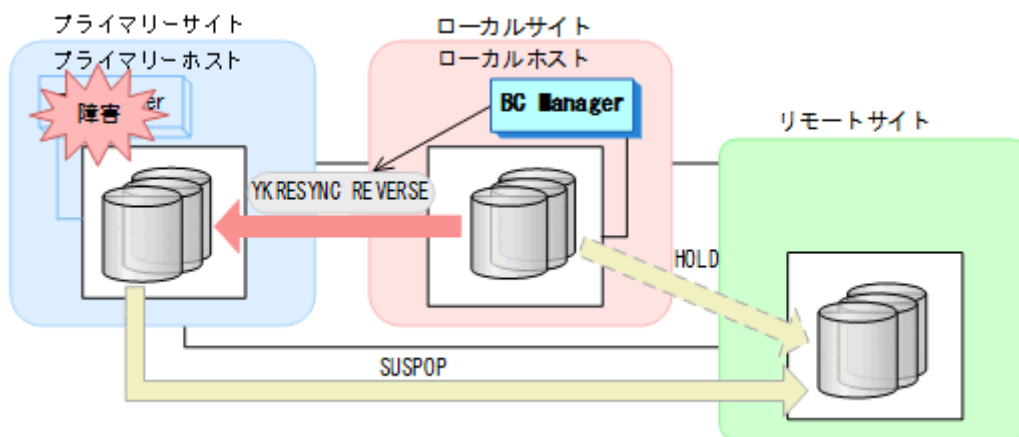 プライマリーサイト
プライマリーホスト
障害
er
ローカルサイト
ローカルホスト
BC Manager
リモートサイト
YKRESYNC REVERSE
HOLD
SUSPOP